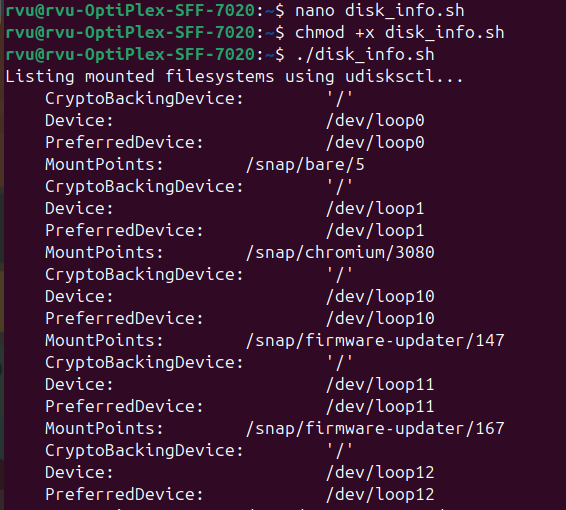 rvu@rvu-OptiPlex-SFF-7020:~$ nano disk_info.sh
rvu@rvu-OptiPlex-SFF-7020:~$ chmod +x disk_info.sh
rvu@rvu-OptiPlex-SFF-7020:~$ ./disk_info.sh
Listing mounted filesystems using udisksctl...
    CryptoBackingDevice:        '/'
    Device:                     /dev/loop0
    PreferredDevice:            /dev/loop0
    MountPoints:        /snap/bare/5
    CryptoBackingDevice:        '/'
    Device:                     /dev/loop1
    PreferredDevice:            /dev/loop1
    MountPoints:        /snap/chromium/3080
    CryptoBackingDevice:        '/'
    Device:                     /dev/loop10
    PreferredDevice:            /dev/loop10
    MountPoints:        /snap/firmware-updater/147
    CryptoBackingDevice:        '/'
    Device:                     /dev/loop11
    PreferredDevice:            /dev/loop11
    MountPoints:        /snap/firmware-updater/167
    CryptoBackingDevice:        '/'
    Device:                     /dev/loop12
    PreferredDevice:            /dev/loop12